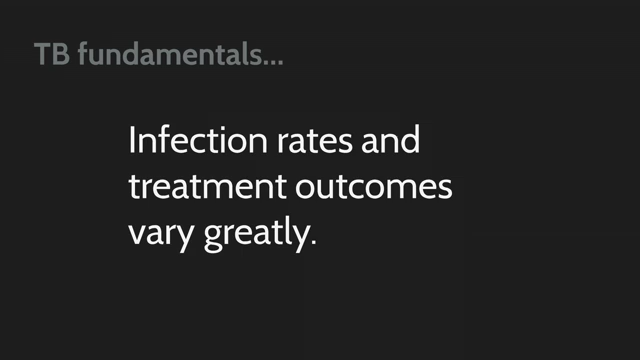 TB fundamentals...
Infection rates and
treatment outcomes
vary greatly.